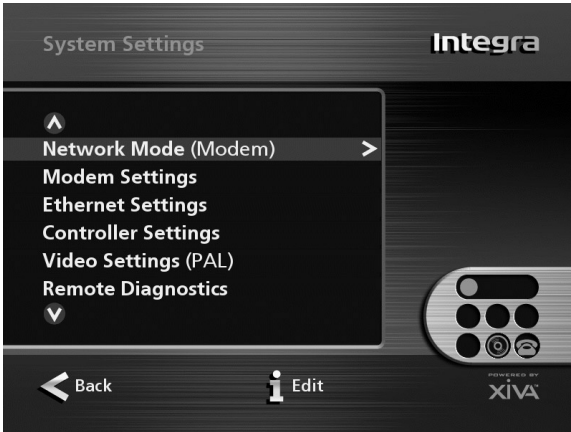 System Settings
Integra
Network Mode (Modem)
Modem Settings
Ethernet Settings
Controller Settings
Video Settings (PAL)
Remote Diagnostics
Back
i Edit
POWERED BY
XiVA